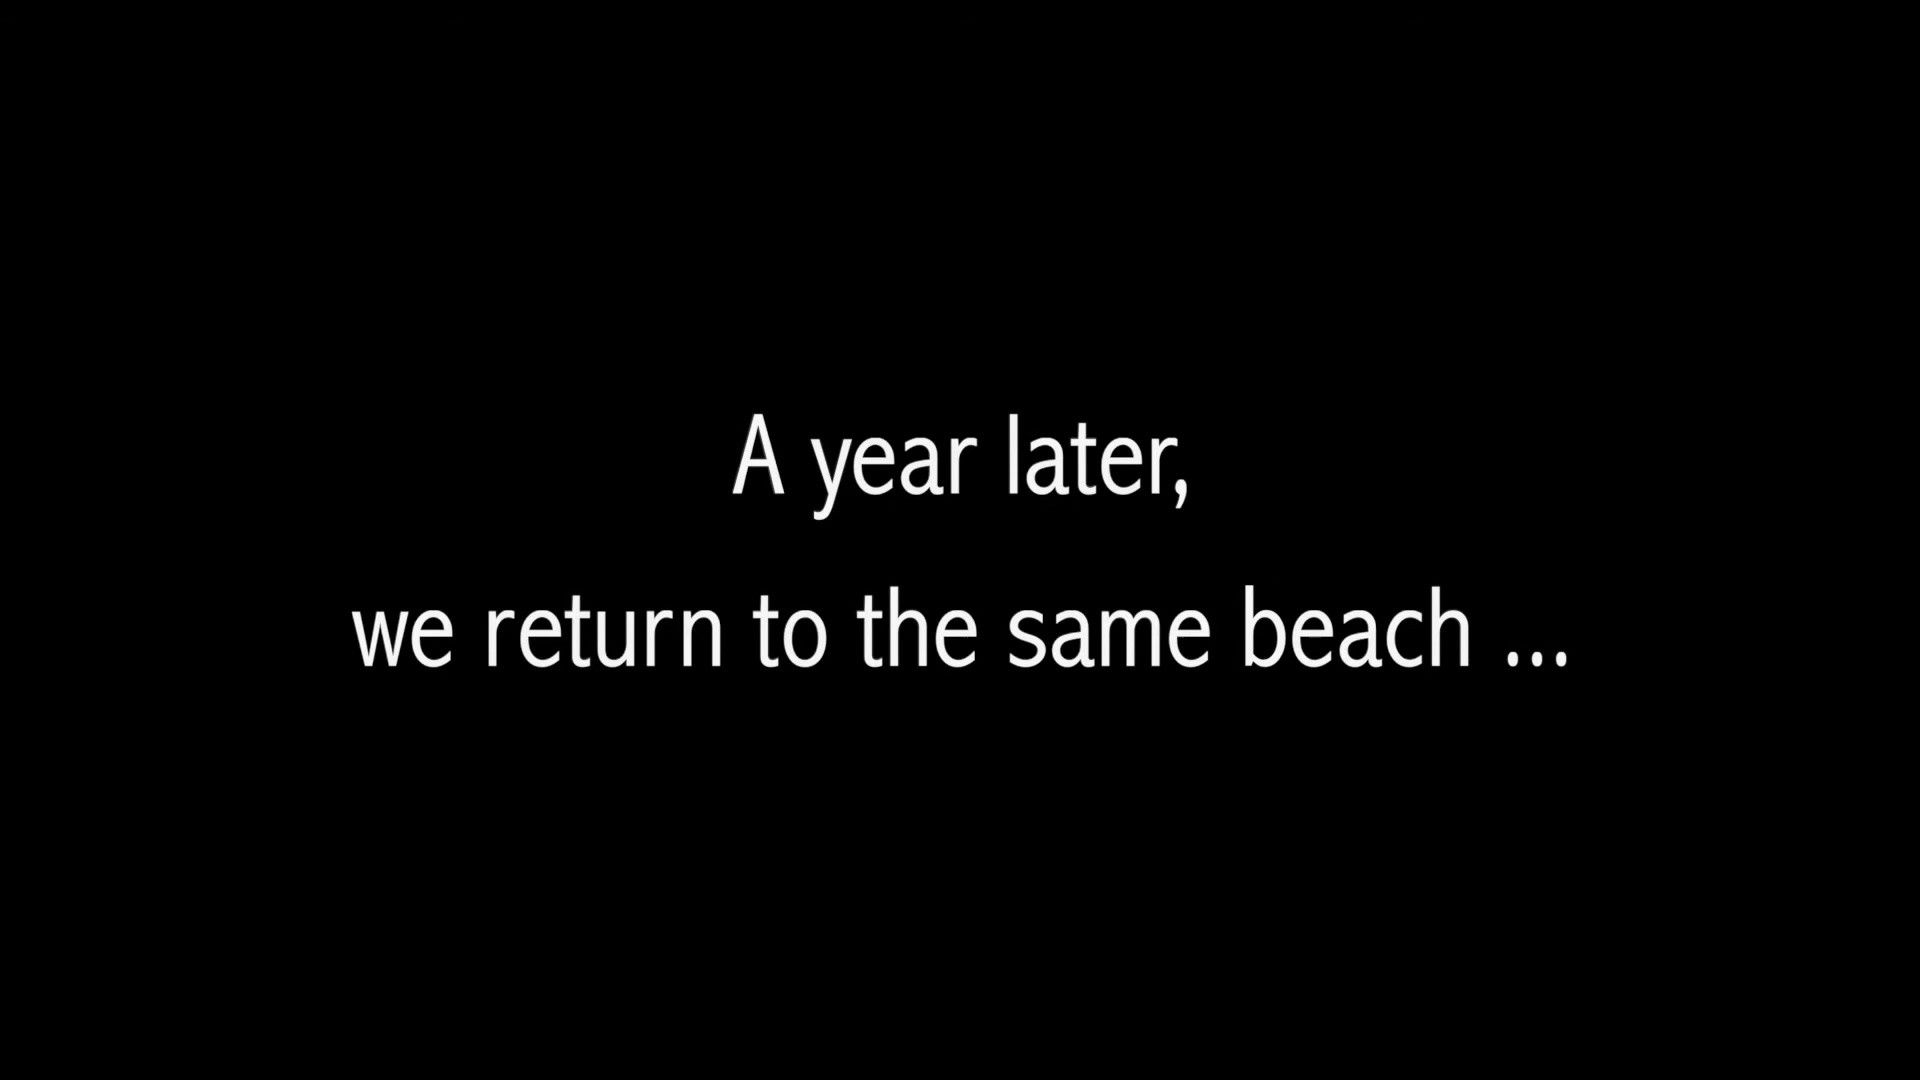 A year later,
we return to the same beach ...